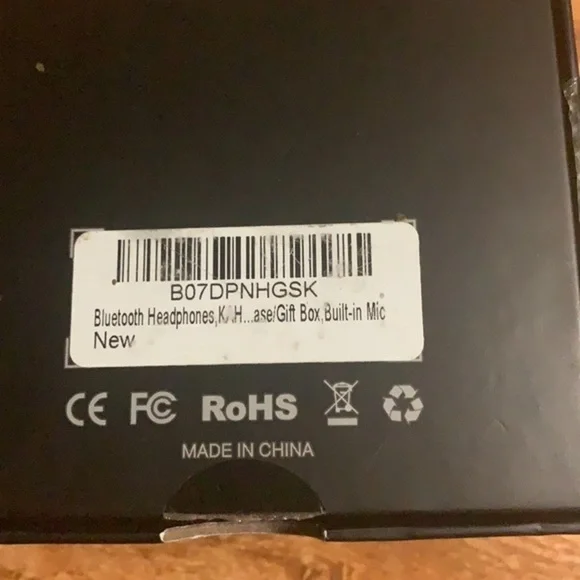 B07DPNHGSK
Bluetooth Headphones, ...ase/Gift Box,Built-in Mic
New
CE FC RoHS
MADE IN CHINA